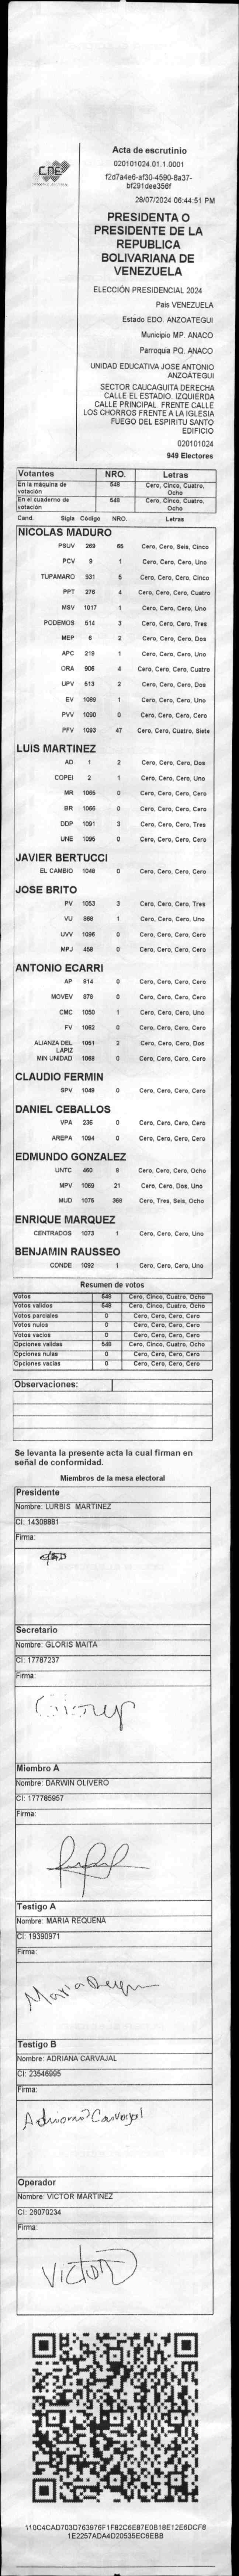 CNE
Acta de escrutinio
020101024.01.1.0001
f2d7a4e6-af30-4590-8a37-
bf291dee356f
28/07/2024 06:44:51 PM
PRESIDENTA O
PRESIDENTE DE LA
REPUBLICA
BOLIVARIANA DE
VENEZUELA
ELECCIÓN PRESIDENCIAL 2024
Pais VENEZUELA
Estado EDO. ANZOATEGUI
Municipio MP. ANACO
Parroquia PQ. ANACO
UNIDAD EDUCATIVA JOSÉ ANTONIO
ANZOÁTEGUI
SECTOR CAUCAGUITA DERECHA
CALLE EL ESTADIO. IZQUIERDA
CALLE PRINCIPAL. FRENTE CALLE
LOS CHORROS FRENTE A LA IGLESIA
FUEGO DEL ESPIRITU SANTO
EDIFICIO
020101024
949 Electores
Votantes NRO. Letras
En la máquina de votación 548 Cero, Cinco, Cuatro, Ocho
En el cuaderno de votación 548 Cero, Cinco, Cuatro, Ocho
Cand. Sigla Código NRO. Letras
NICOLAS MADURO
PSUV 269 65 Cero, Cero, Seis, Cinco
PCV 9 1 Cero, Cero, Cero, Uno
TUPAMARO 931 5 Cero, Cero, Cero, Cinco
PPT 276 4 Cero, Cero, Cero, Cuatro
MSV 1017 1 Cero, Cero, Cero, Uno
PODEMOS 514 3 Cero, Cero, Cero, Tres
MEP 6 2 Cero, Cero, Cero, Dos
APC 219 1 Cero, Cero, Cero, Uno
ORA 906 4 Cero, Cero, Cero, Cuatro
UPV 513 2 Cero, Cero, Cero, Dos
EV 1089 1 Cero, Cero, Cero, Uno
PVV 1090 0 Cero, Cero, Cero, Cero
PFV 1093 47 Cero, Cero, Cuatro, Siete
LUIS MARTINEZ
AD 1 2 Cero, Cero, Cero, Dos
COPEI 2 1 Cero, Cero, Cero, Uno
MR 1065 0 Cero, Cero, Cero, Cero
BR 1066 0 Cero, Cero, Cero, Cero
DDP 1091 3 Cero, Cero, Cero, Tres
UNE 1095 0 Cero, Cero, Cero, Cero
JAVIER BERTUCCI
EL CAMBIO 1048 0 Cero, Cero, Cero, Cero
JOSE BRITO
PV 1053 3 Cero, Cero, Cero, Tres
VU 868 1 Cero, Cero, Cero, Uno
UVV 1096 0 Cero, Cero, Cero, Cero
MPJ 458 0 Cero, Cero, Cero, Cero
ANTONIO ECARRI
AP 814 0 Cero, Cero, Cero, Cero
MOVEV 878 0 Cero, Cero, Cero, Cero
CMC 1050 1 Cero, Cero, Cero, Uno
FV 1062 0 Cero, Cero, Cero, Cero
ALIANZA DEL LAPIZ 1051 2 Cero, Cero, Cero, Dos
MIN UNIDAD 1068 0 Cero, Cero, Cero, Cero
CLAUDIO FERMIN
SPV 1049 0 Cero, Cero, Cero, Cero
DANIEL CEBALLOS
VPA 236 0 Cero, Cero, Cero, Cero
AREPA 1094 0 Cero, Cero, Cero, Cero
EDMUNDO GONZALEZ
UNTC 460 8 Cero, Cero, Cero, Ocho
MPV 1069 21 Cero, Cero, Dos, Uno
MUD 1075 368 Cero, Tres, Seis, Ocho
ENRIQUE MARQUEZ
CENTRADOS 1073 1 Cero, Cero, Cero, Uno
BENJAMIN RAUSSEO
CONDE 1092 1 Cero, Cero, Cero, Uno
Resumen de votos
Votos 548 Cero, Cinco, Cuatro, Ocho
Votos validos 548 Cero, Cinco, Cuatro, Ocho
Votos parciales 0 Cero, Cero, Cero, Cero
Votos nulos 0 Cero, Cero, Cero, Cero
Votos vacios 0 Cero, Cero, Cero, Cero
Opciones validas 548 Cero, Cinco, Cuatro, Ocho
Opciones nulas 0 Cero, Cero, Cero, Cero
Opciones vacias 0 Cero, Cero, Cero, Cero
Observaciones:
Se levanta la presente acta la cual firman en
señal de conformidad.
Miembros de la mesa electoral
Presidente
Nombre: LURBIS MARTINEZ
CI: 14308881
Firma:
Secretario
Nombre: GLORIS MAITA
CI: 17787237
Firma:
Miembro A
Nombre: DARWIN OLIVERO
CI: 177785957
Firma:
Testigo A
Nombre: MARIA REQUENA
CI: 19390971
Firma:
Testigo B
Nombre: ADRIANA CARVAJAL
CI: 23546995
Firma:
Adriana Carvajal
Operador
Nombre: VICTOR MARTINEZ
CI: 26070234
Firma:
Victor
110C4CAD703D763976F1F82C6E87E0B18E12E6DCF8
1E2257ADA4D20535EC6EBB